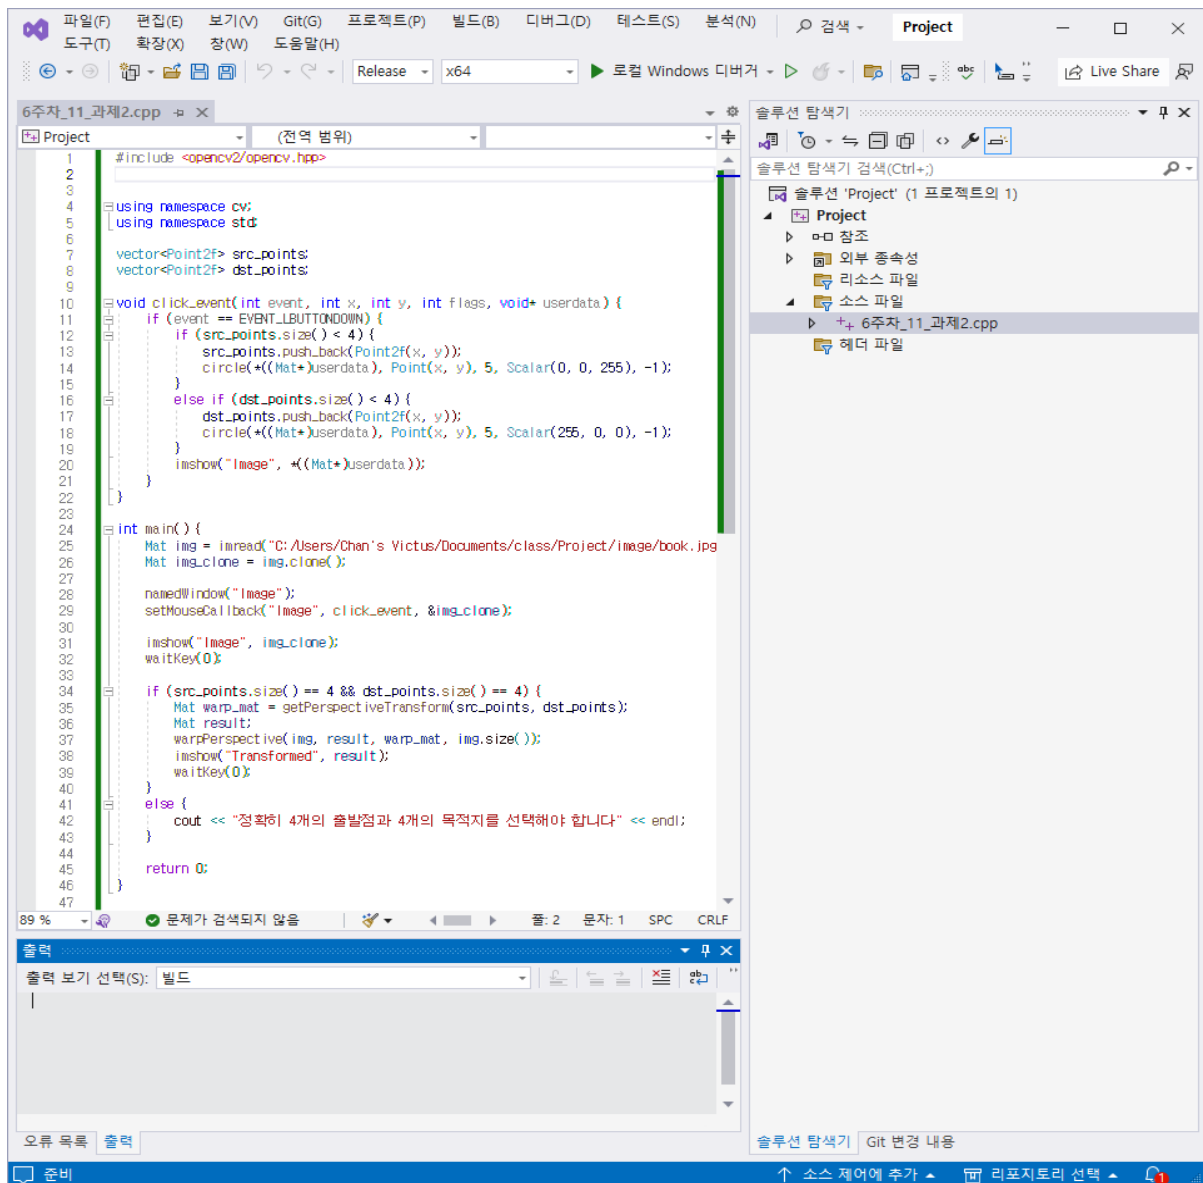 파일(F) 편집(E) 보기(V) Git(G) 프로젝트(P) 빌드(B) 디버그(D) 테스트(S) 분석(N) 검색 Project
도구(T) 확장(X) 창(W) 도움말(H)
Release x64 로컬 Windows 디버거 Live Share
6주차_11_과제2.cpp
Project (전역 범위)
1 #include <opencv2/opencv.hpp>
2
3
4 using namespace cv;
5 using namespace std;
6
7 vector<Point2f> src_points;
8 vector<Point2f> dst_points;
9
10 void click_event(int event, int x, int y, int flags, void* userdata) {
11 if (event == EVENT_LBUTTONDOWN) {
12 if (src_points.size() < 4) {
13 src_points.push_back(Point2f(x, y));
14 circle(*((Mat*)userdata), Point(x, y), 5, Scalar(0, 0, 255), -1);
15 }
16 else if (dst_points.size() < 4) {
17 dst_points.push_back(Point2f(x, y));
18 circle(*((Mat*)userdata), Point(x, y), 5, Scalar(255, 0, 0), -1);
19 }
20 imshow("Image", *((Mat*)userdata));
21 }
22 }
23
24 int main() {
25 Mat img = imread("C:/Users/Chan's Victus/Documents/class/Project/image/book.jpg
26 Mat img_clone = img.clone();
27
28 namedWindow("Image");
29 setMouseCallback("Image", click_event, &img_clone);
30
31 imshow("Image", img_clone);
32 waitKey(0);
33
34 if (src_points.size() == 4 && dst_points.size() == 4) {
35 Mat warp_mat = getPerspectiveTransform(src_points, dst_points);
36 Mat result;
37 warpPerspective(img, result, warp_mat, img.size());
38 imshow("Transformed", result);
39 waitKey(0);
40 }
41 else {
42 cout << "정확히 4개의 출발점과 4개의 목적지를 선택해야 합니다" << endl;
43 }
44
45 return 0;
46 }
47
89 % 문제가 검색되지 않음 줄: 2 문자: 1 SPC CRLF
출력
출력 보기 선택(S): 빌드
오류 목록 출력
솔루션 탐색기
솔루션 탐색기 검색(Ctrl+;)
솔루션 'Project' (1 프로젝트의 1)
Project
참조
외부 종속성
리소스 파일
소스 파일
6주차_11_과제2.cpp
헤더 파일
솔루션 탐색기 Git 변경 내용
준비 소스 제어에 추가 리포지토리 선택 1